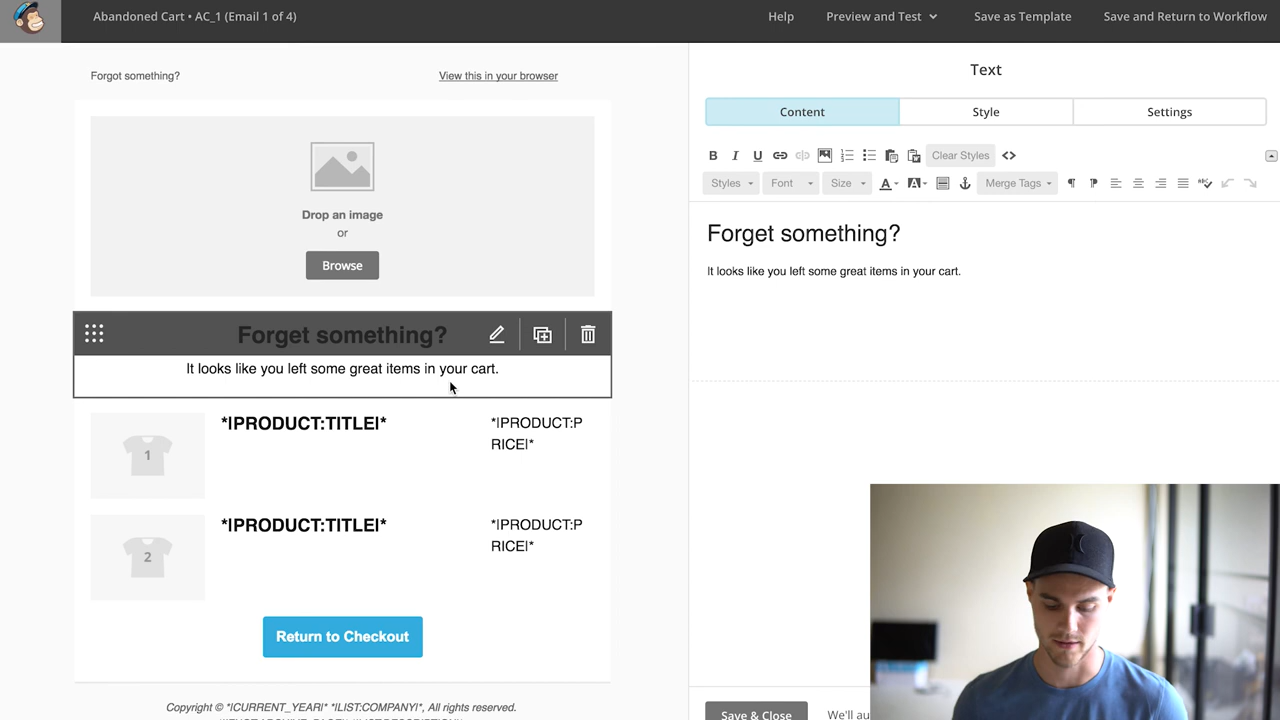 Abandoned Cart • AC_1 (Email 1 of 4)
Help
Preview and Test
Save as Template
Save and Return to Workflow
Forgot something?
View this in your browser
Drop an image
or
Browse
Forget something?
It looks like you left some great items in your cart.
1
*|PRODUCT:TITLE|*
*|PRODUCT:P
RICE|*
2
*|PRODUCT:TITLE|*
*|PRODUCT:P
RICE|*
Return to Checkout
Copyright © *|CURRENT_YEAR|* *|LIST:COMPANY|*, All rights reserved.
Text
Content
Style
Settings
B I U
Clear Styles
Styles
Font
Size
A
A
Merge Tags
Forget something?
It looks like you left some great items in your cart.
Save & Close
We'll au